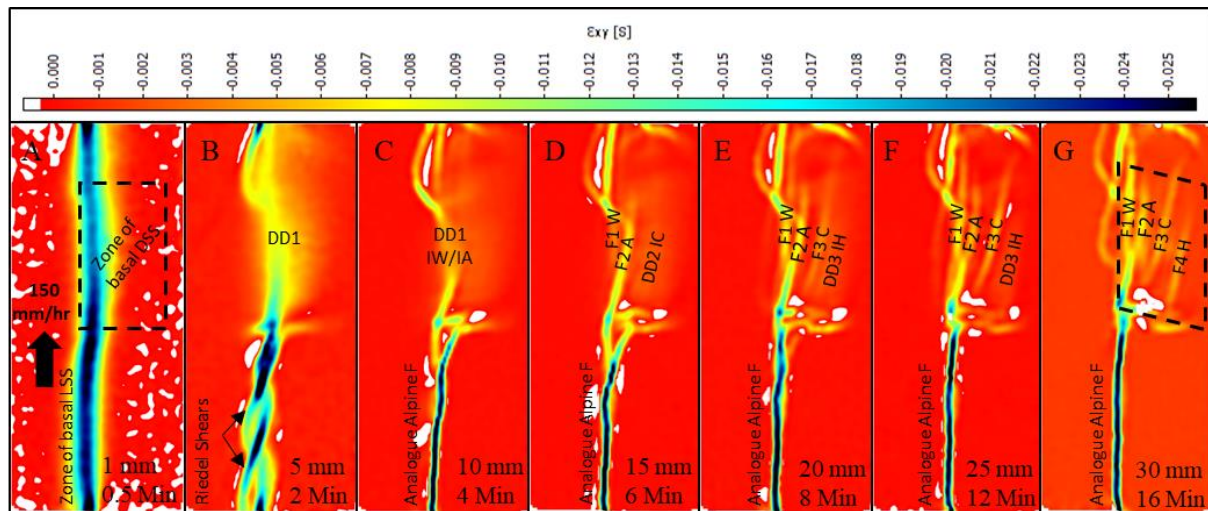 Ɛxy [S]
0.000
-0.001
-0.002
-0.003
-0.004
-0.005
-0.006
-0.007
-0.008
-0.009
-0.010
-0.011
-0.012
-0.013
-0.014
-0.015
-0.016
-0.017
-0.018
-0.019
-0.020
-0.021
-0.022
-0.023
-0.024
-0.025
A
Zone of
basal DSS
150
mm/hr
Zone of basal LSS
1 mm
0.5 Min
B
DD1
Riedel Shears
5 mm
2 Min
C
DD1
IW/IA
Analogue Alpine F
10 mm
4 Min
D
F1 W
F2 A
DD2 IC
Analogue Alpine F
15 mm
6 Min
E
F1 W
F2 A
F3 C
DD3 IH
Analogue Alpine F
20 mm
8 Min
F
F1 W
F2 A
F3 C
DD3 IH
Analogue Alpine F
25 mm
12 Min
G
F1 W
F2 A
F3 C
F4 H
Analogue Alpine F
30 mm
16 Min